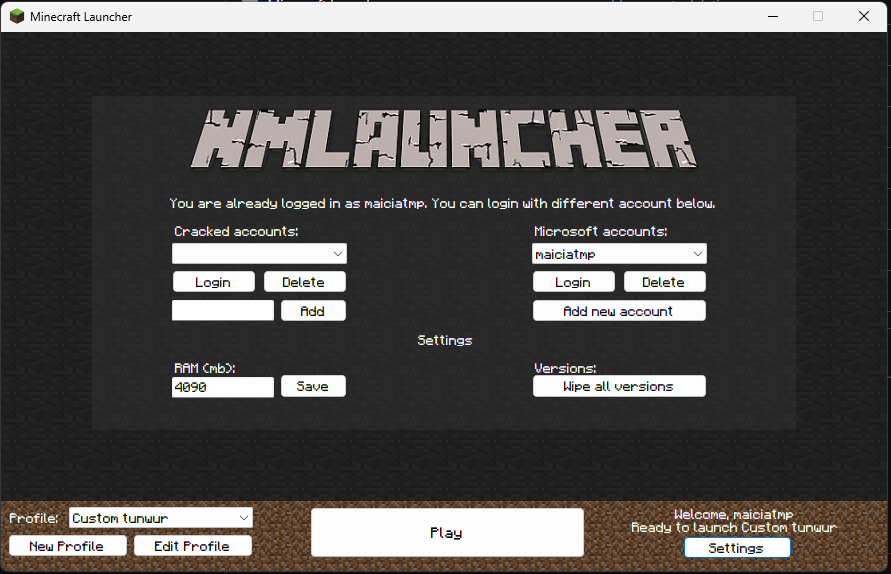 Minecraft Launcher
NMLAUNCHER
You are already logged in as maiciatmp. You can login with different account below.
Cracked accounts:
Login
Delete
Add
Microsoft accounts:
maiciatmp
Login
Delete
Add new account
Settings
RAM (mb):
4090
Save
Versions:
Wipe all versions
Profile:
Custom tunwur
New Profile
Edit Profile
Play
Welcome, maiciatmp
Ready to launch Custom tunwur
Settings